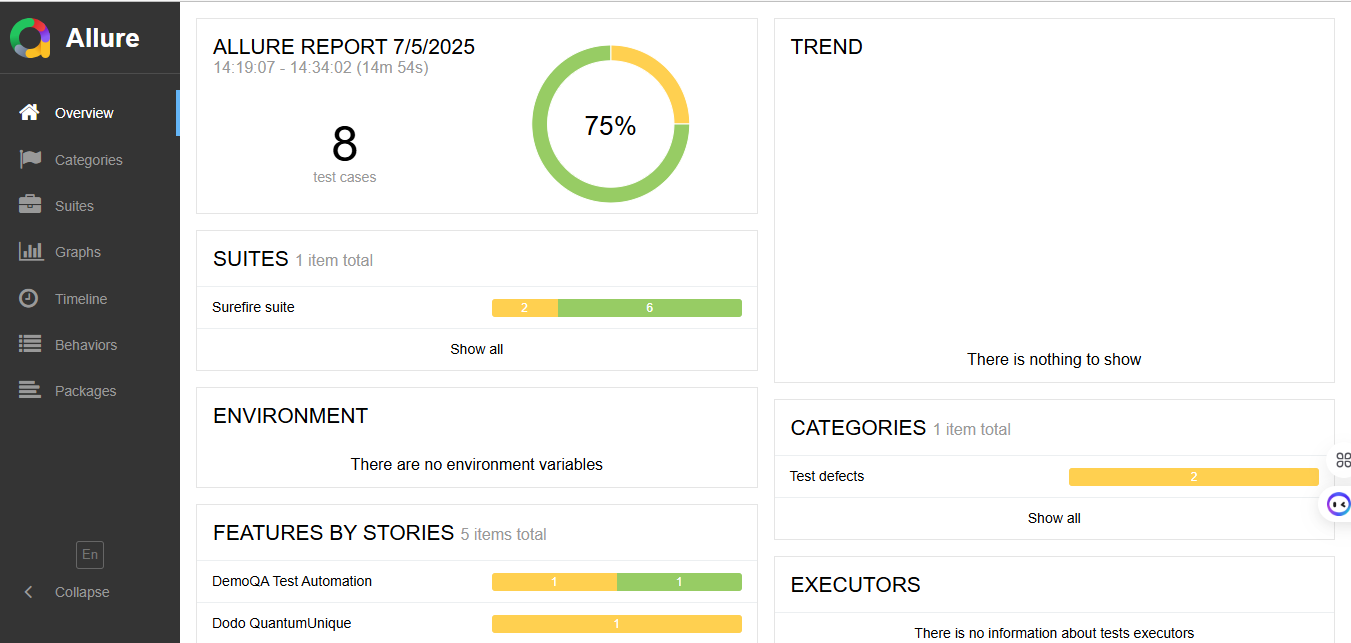 Allure
Overview
Categories
Suites
Graphs
Timeline
Behaviors
Packages
En
Collapse
ALLURE REPORT 7/5/2025
14:19:07 - 14:34:02 (14m 54s)
8
test cases
75%
SUITES 1 item total
Surefire suite 2 6
Show all
ENVIRONMENT
There are no environment variables
FEATURES BY STORIES 5 items total
DemoQA Test Automation 1 1
Dodo QuantumUnique 1
TREND
There is nothing to show
CATEGORIES 1 item total
Test defects 2
Show all
EXECUTORS
There is no information about tests executors